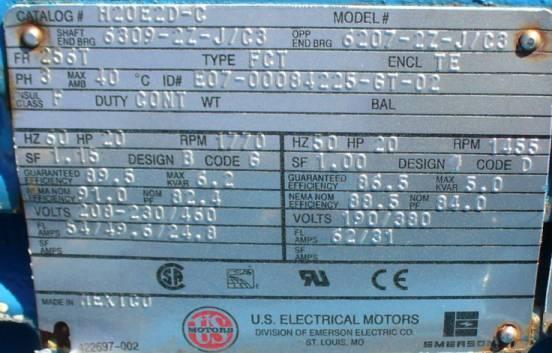 CATALOG # H20E2D-C MODEL #
SHAFT END BRG 6309-2Z-J/C3 OPP END BRG 6207-2Z-J/C3
FR 256T TYPE FCT ENCL TE
PH 3 MAX AMB 40 °C ID# E07-00084225-GT-02
INSUL CLASS F DUTY CONT WT BAL
HZ 60 HP 20 RPM 1770 HZ 50 HP 20 RPM 1455
SF 1.15 DESIGN B CODE G SF 1.00 DESIGN CODE D
GUARANTEED EFFICIENCY 89.5 MAX KVAR 6.2 GUARANTEED EFFICIENCY 86.5 MAX KVAR 5.0
NEMA NOM EFFICIENCY 91.0 NOM PF 82.4 NEMA NOM EFFICIENCY 88.5 NOM PF 84.0
VOLTS 208-230/460 VOLTS 190/380
FL AMPS 54/49.6/24.8 FL AMPS 62/31
SF AMPS SF AMPS
MADE IN MEXICO
US MOTORS
U.S. ELECTRICAL MOTORS
DIVISION OF EMERSON ELECTRIC CO.
ST. LOUIS, MO
EMERSON
422697-002